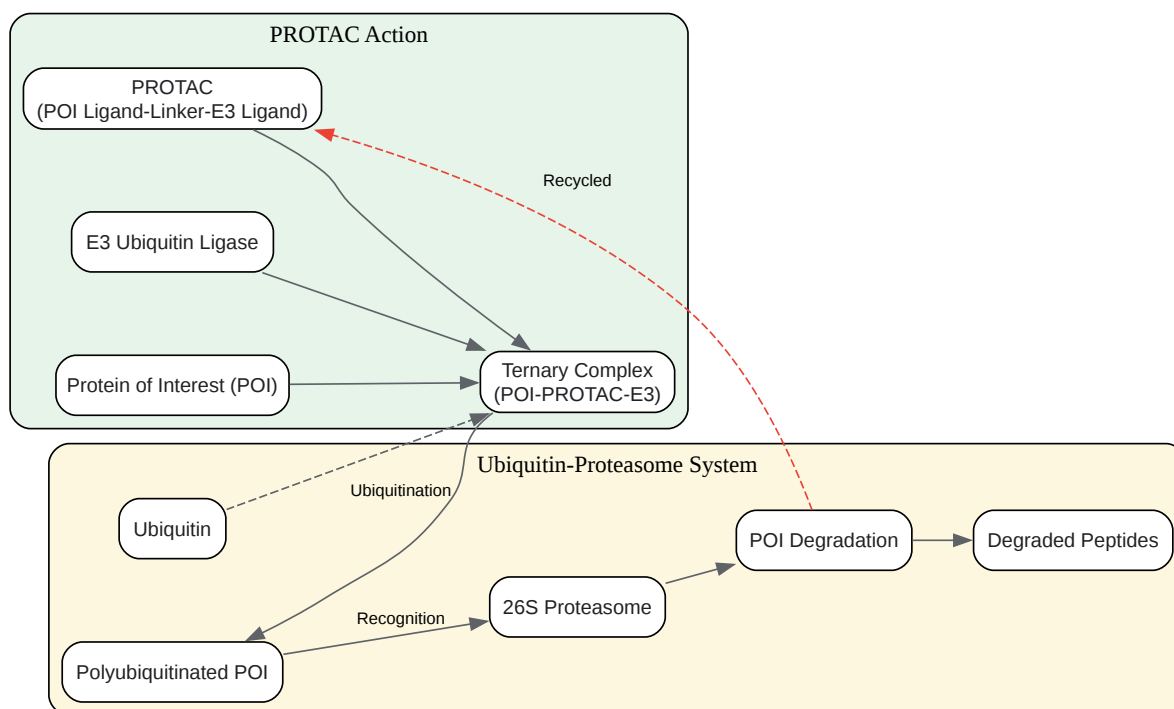 PROTAC Action
PROTAC
(POI Ligand-Linker-E3 Ligand)
Recycled
E3 Ubiquitin Ligase
Protein of Interest (POI)
Ternary Complex
(POI-PROTAC-E3)
Ubiquitin-Proteasome System
Ubiquitination
Ubiquitin
POI Degradation
Degraded Peptides
26S Proteasome
Recognition
Polyubiquitinated POI